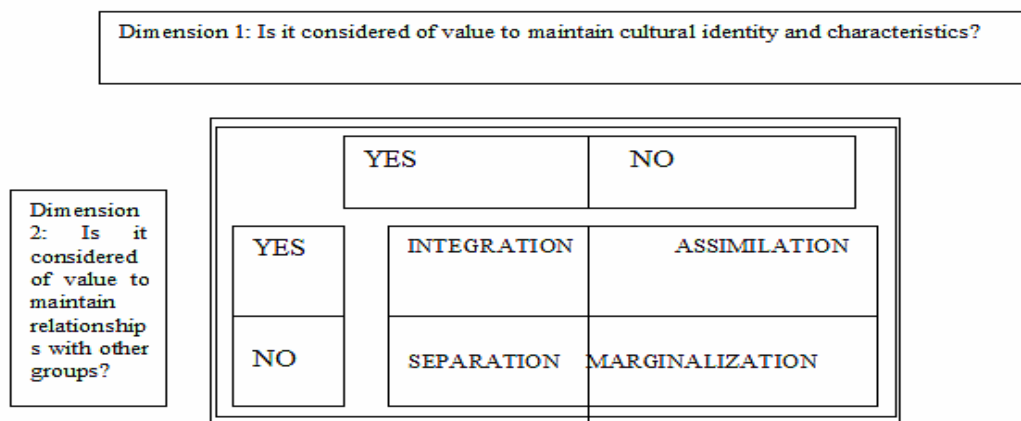 Dimension 1: Is it considered of value to maintain cultural identity and characteristics?
YES NO
Dimension
2: Is it
considered
of value to
maintain
relationship
s with other
groups?
YES INTEGRATION ASSIMILATION
NO SEPARATION MARGINALIZATION